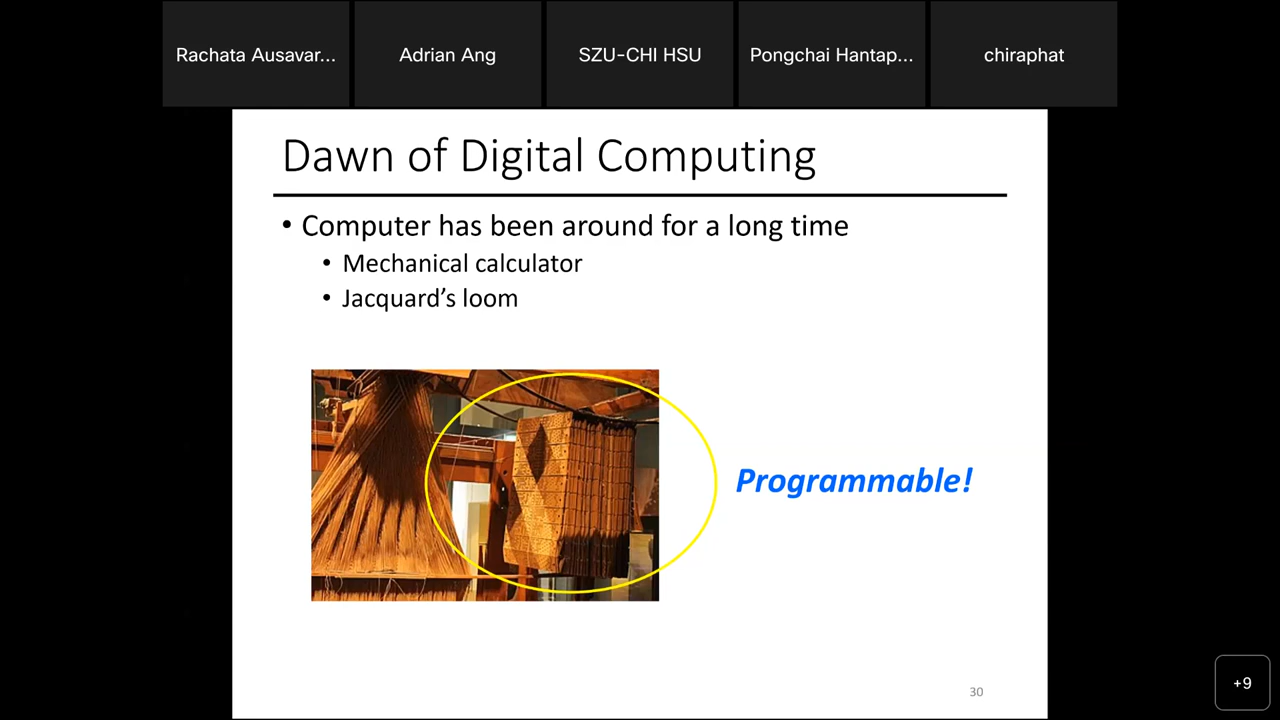 Rachata Ausavar...
Adrian Ang
SZU-CHI HSU
Pongchai Hantap...
chiraphat
Dawn of Digital Computing
• Computer has been around for a long time
• Mechanical calculator
• Jacquard’s loom
Programmable!
30
+9